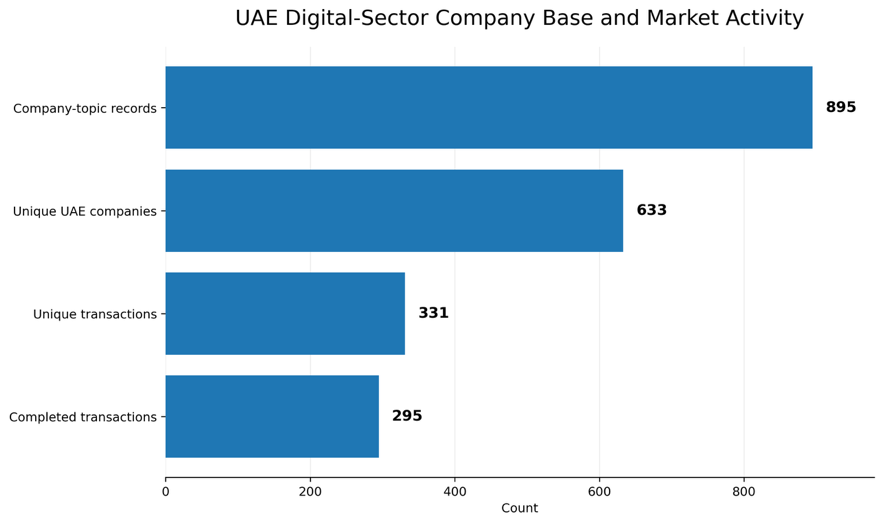 UAE Digital-Sector Company Base and Market Activity
Company-topic records
895
Unique UAE companies
633
Unique transactions
331
Completed transactions
295
0 200 400 600 800
Count